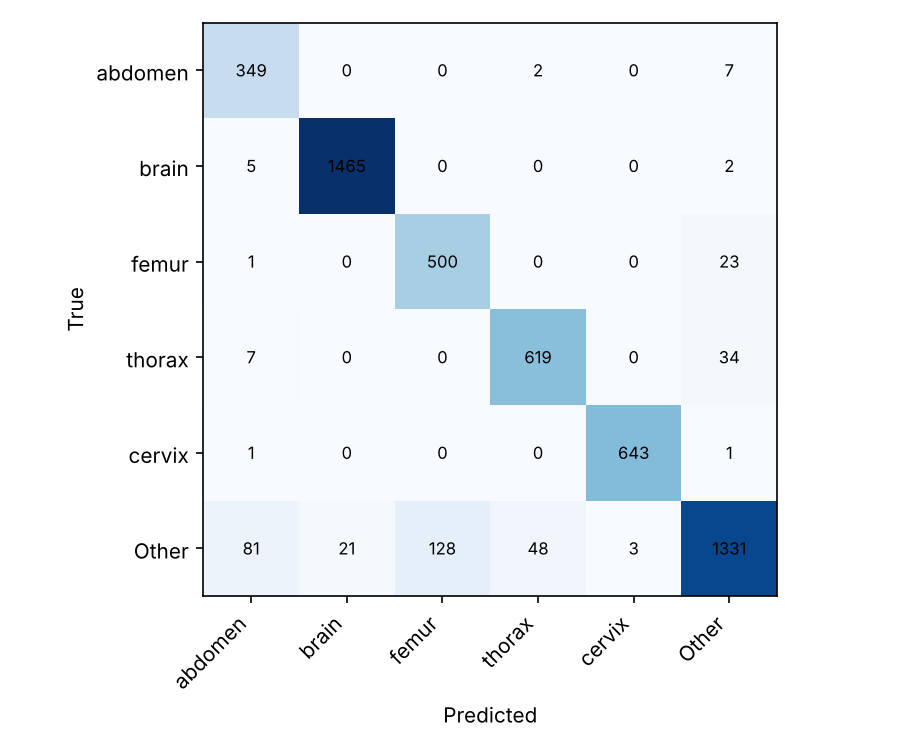 abdomen 349 0 0 2 0 7
brain 5 1465 0 0 0 2
femur 1 0 500 0 0 23
thorax 7 0 0 619 0 34
cervix 1 0 0 0 643 1
Other 81 21 128 48 3 1331
True
abdomen brain femur thorax cervix Other
Predicted